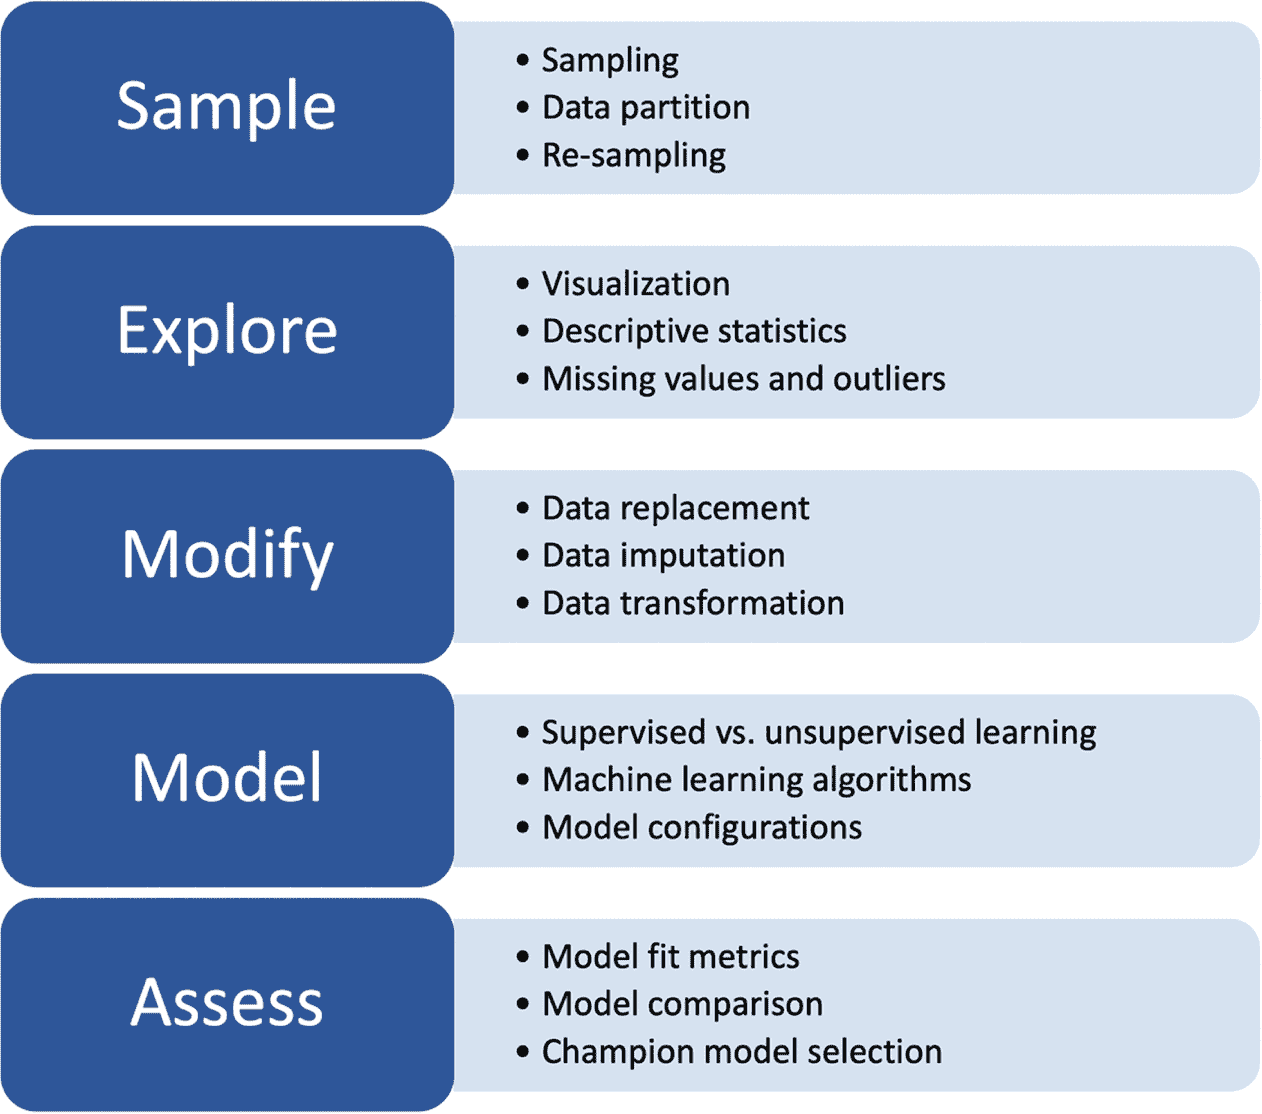 Sample
• Sampling
• Data partition
• Re-sampling
Explore
• Visualization
• Descriptive statistics
• Missing values and outliers
Modify
• Data replacement
• Data imputation
• Data transformation
Model
• Supervised vs. unsupervised learning
• Machine learning algorithms
• Model configurations
Assess
• Model fit metrics
• Model comparison
• Champion model selection